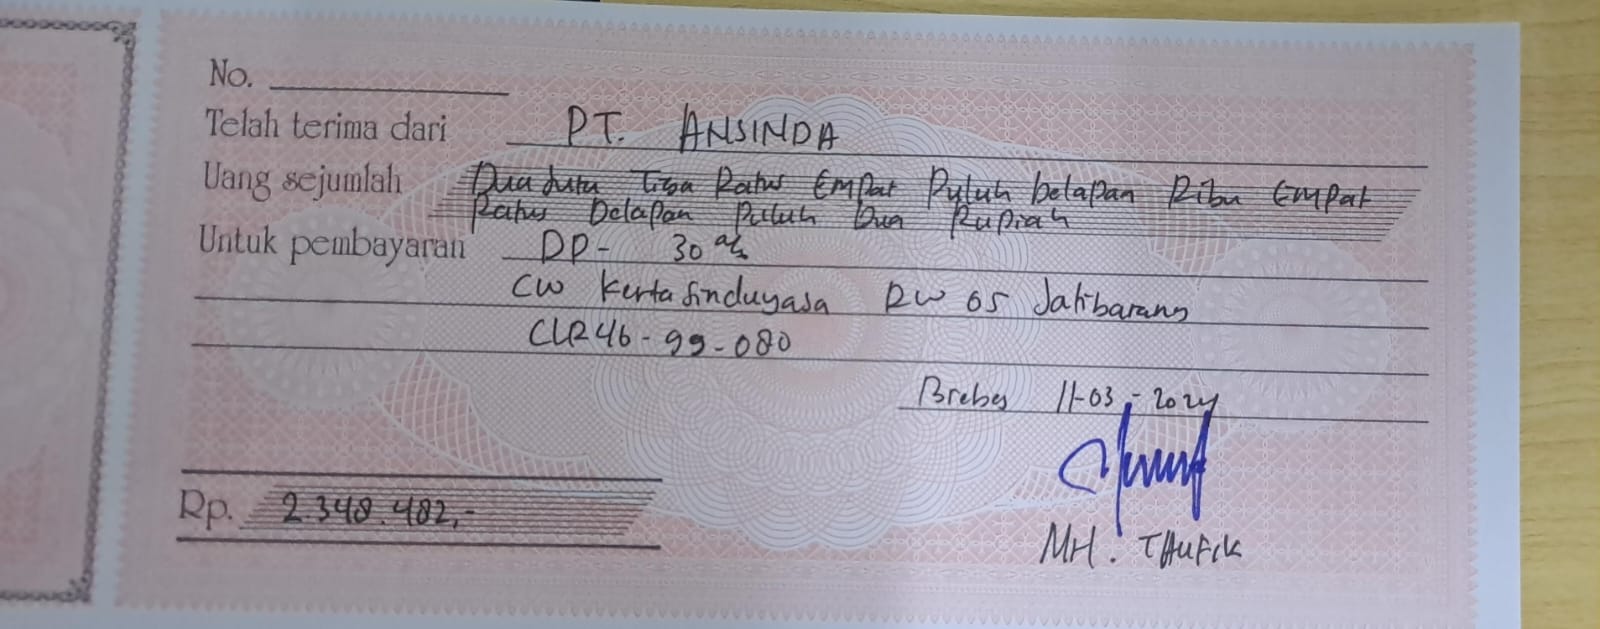 No.
Telah terima dari PT. ANSINDA
Uang sejumlah Dua Juta Tiga Ratus Empat Puluh Delapan Ribu Empat
Ratus Delapan Puluh Dua Rupiah
Untuk pembayaran DP- 30 %
CW Kertasinduyasa RW 05 Jatibarang
CLR46-99-080
Brebes 11-03-2024
Rp. 2.348.482,-
MH. TAUFIK